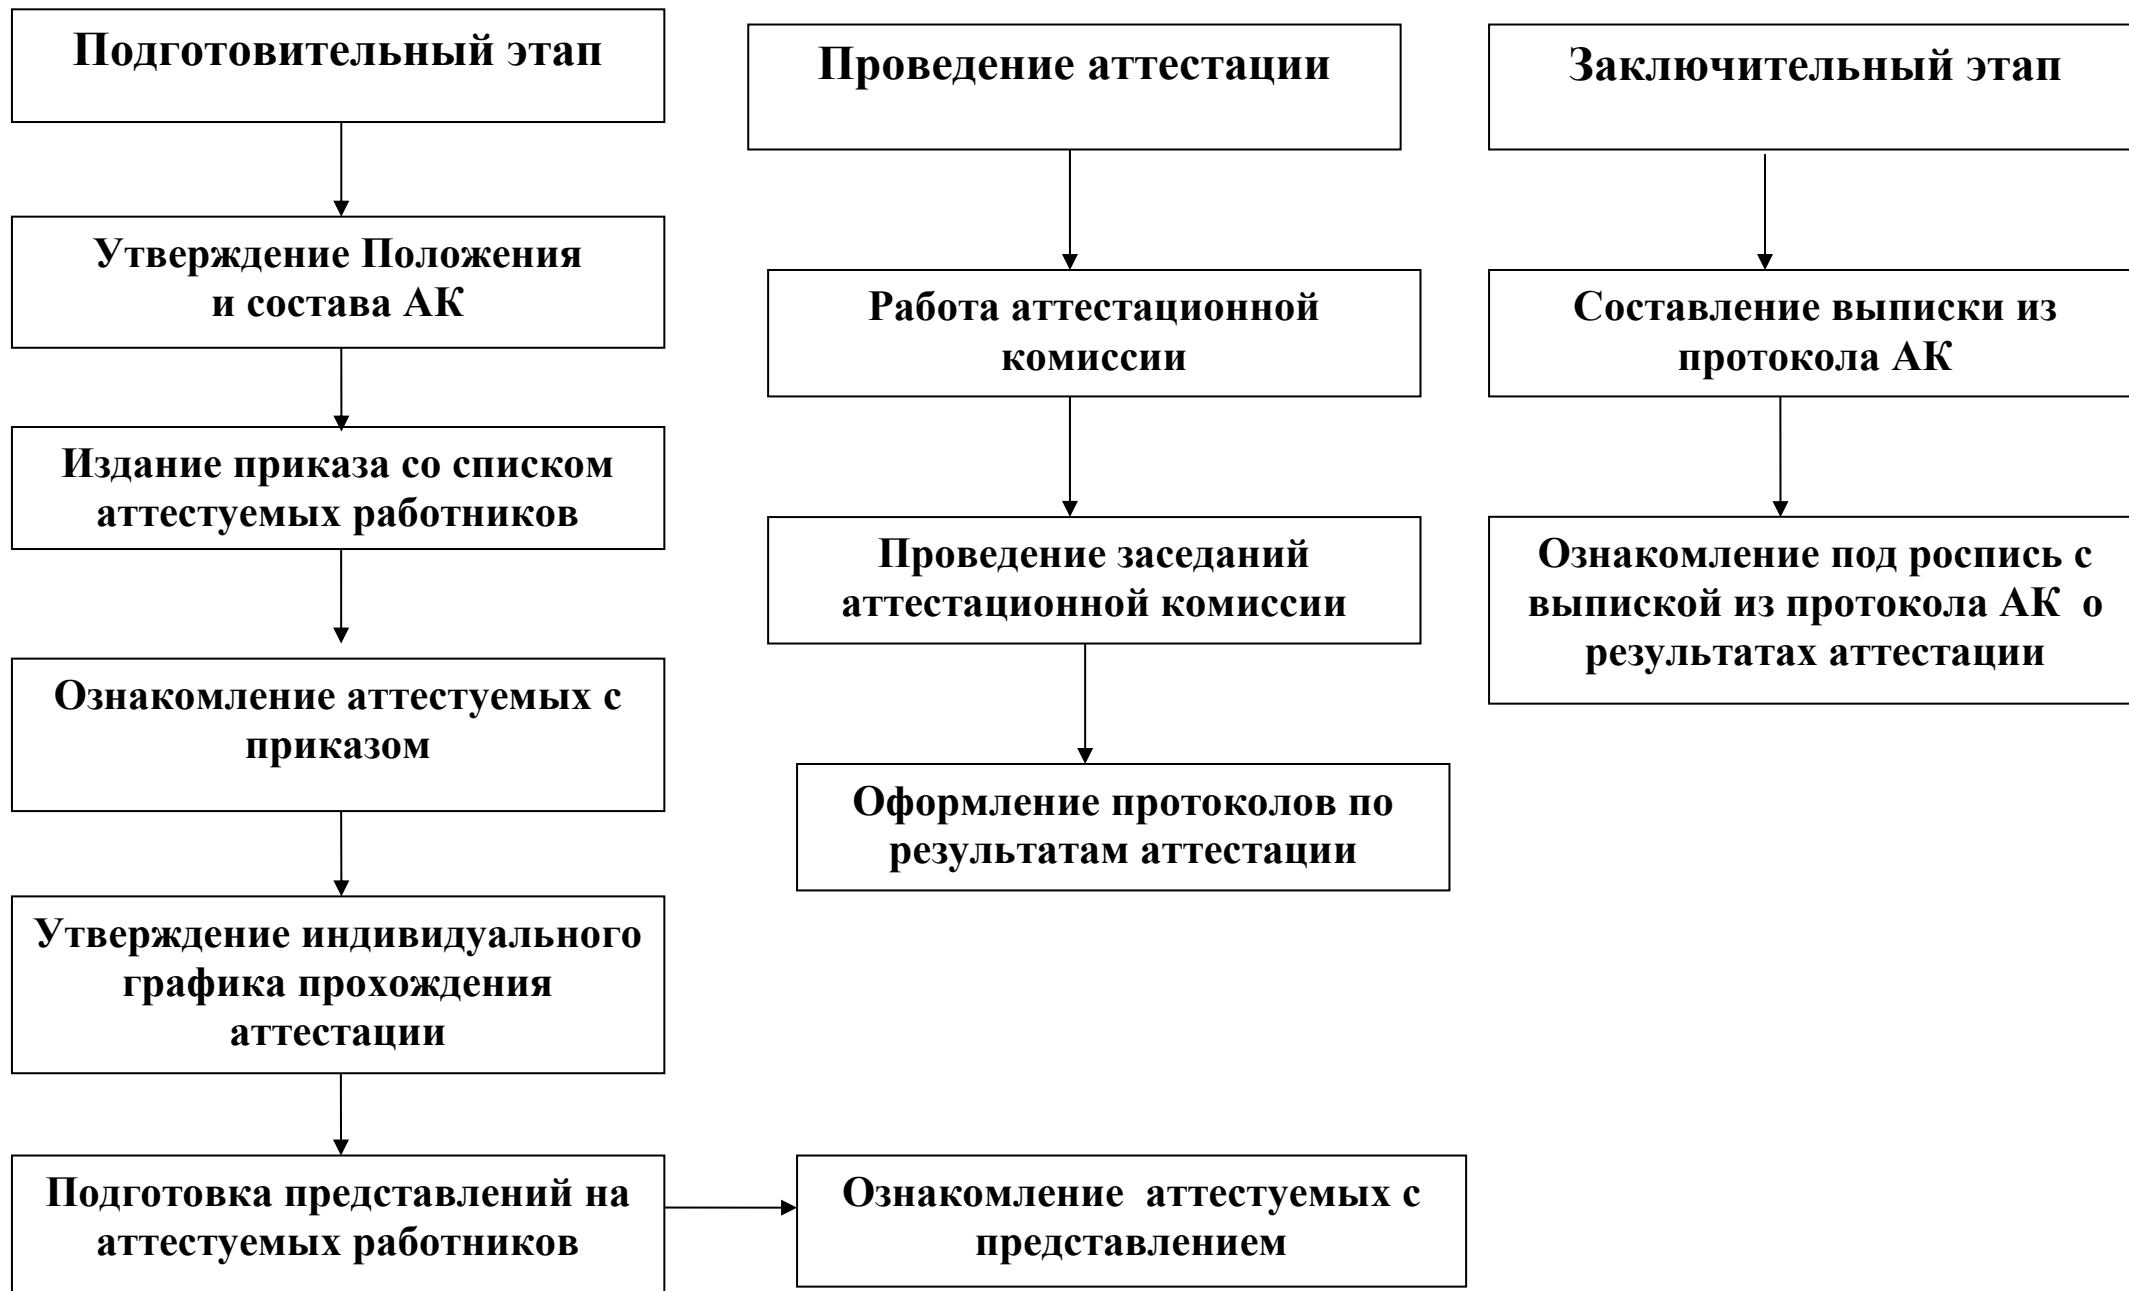 Подготовительный этап
Утверждение Положения
и состава АК
Издание приказа со списком
аттестуемых работников
Ознакомление аттестуемых с
приказом
Утверждение индивидуального
графика прохождения
аттестации
Подготовка представлений на
аттестуемых работников
Ознакомление аттестуемых с
представлением
Проведение аттестации
Работа аттестационной
комиссии
Проведение заседаний
аттестационной комиссии
Оформление протоколов по
результатам аттестации
Заключительный этап
Составление выписки из
протокола АК
Ознакомление под роспись с
выпиской из протокола АК о
результатах аттестации